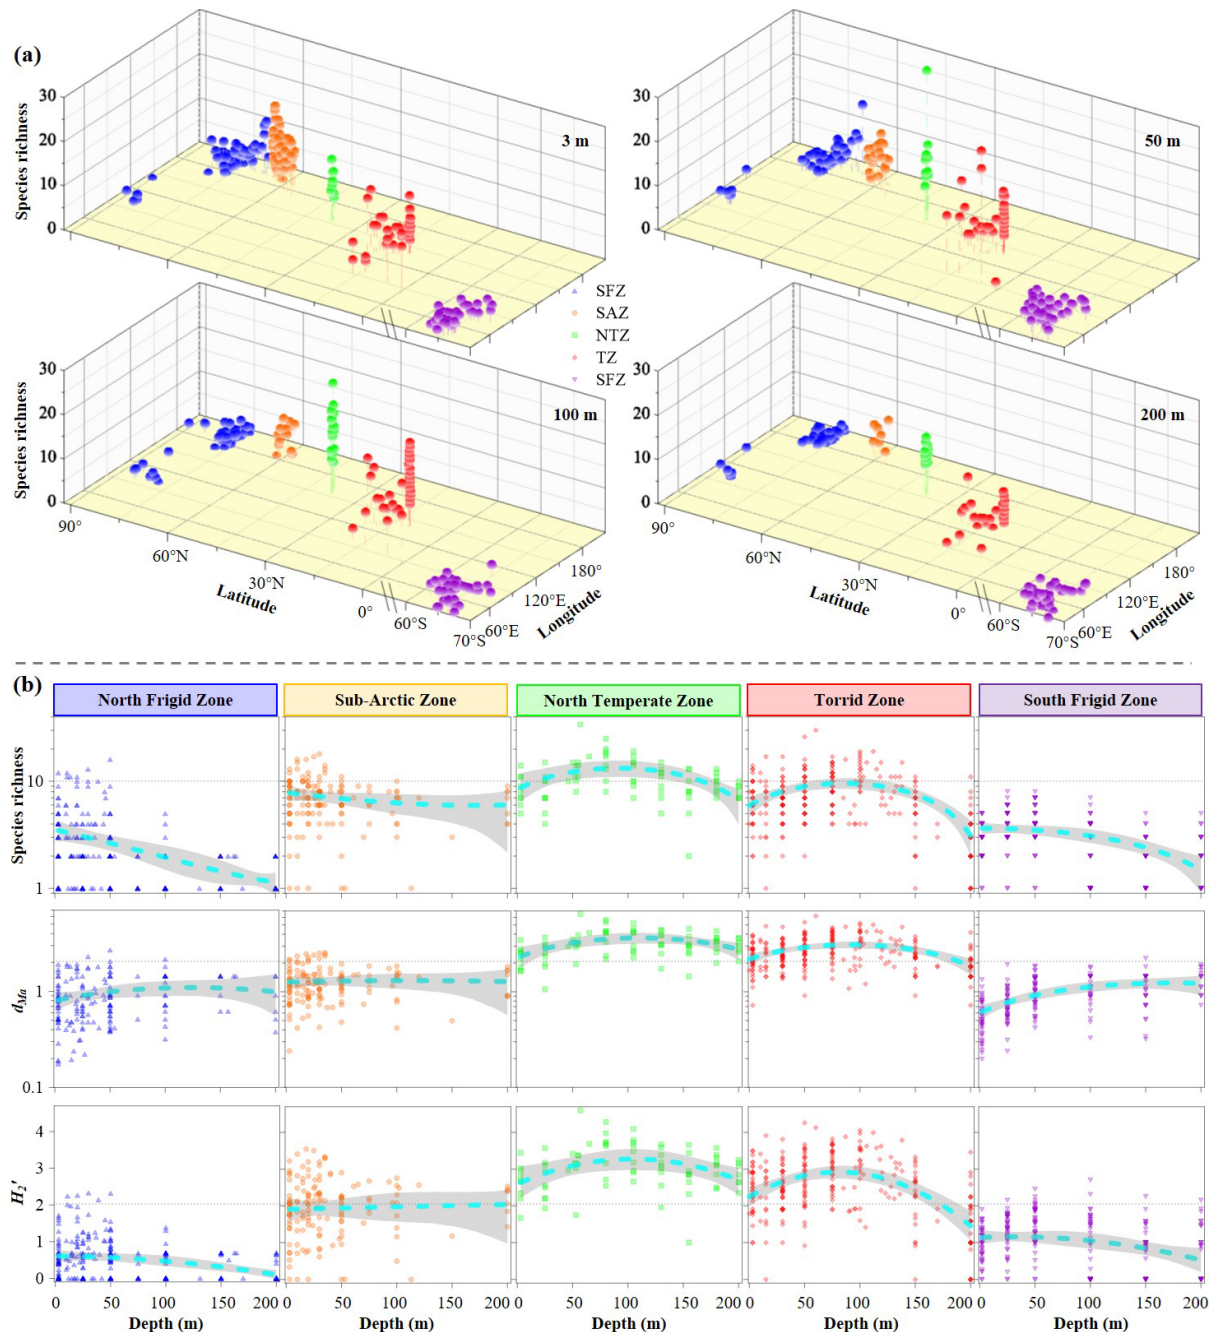 (a)
Species richness
30
20
10
0
3 m
Species richness
30
20
10
0
50 m
SFZ
SAZ
NTZ
TZ
SFZ
Species richness
30
20
10
0
100 m
90°
60°N
30°N
0°
60°S
70°S
60°E
120°E
180°
Latitude
Longitude
30
20
10
0
200 m
90°
60°N
30°N
0°
60°S
70°S
60°E
120°E
180°
Latitude
Longitude
(b)
North Frigid Zone
Sub-Arctic Zone
North Temperate Zone
Torrid Zone
South Frigid Zone
Species richness
10
1
d_Ma
1
0.1
H₂′
4
3
2
1
0
0 50 100 150 200
0 50 100 150 200
0 50 100 150 200
0 50 100 150 200
0 50 100 150 200
Depth (m)
Depth (m)
Depth (m)
Depth (m)
Depth (m)